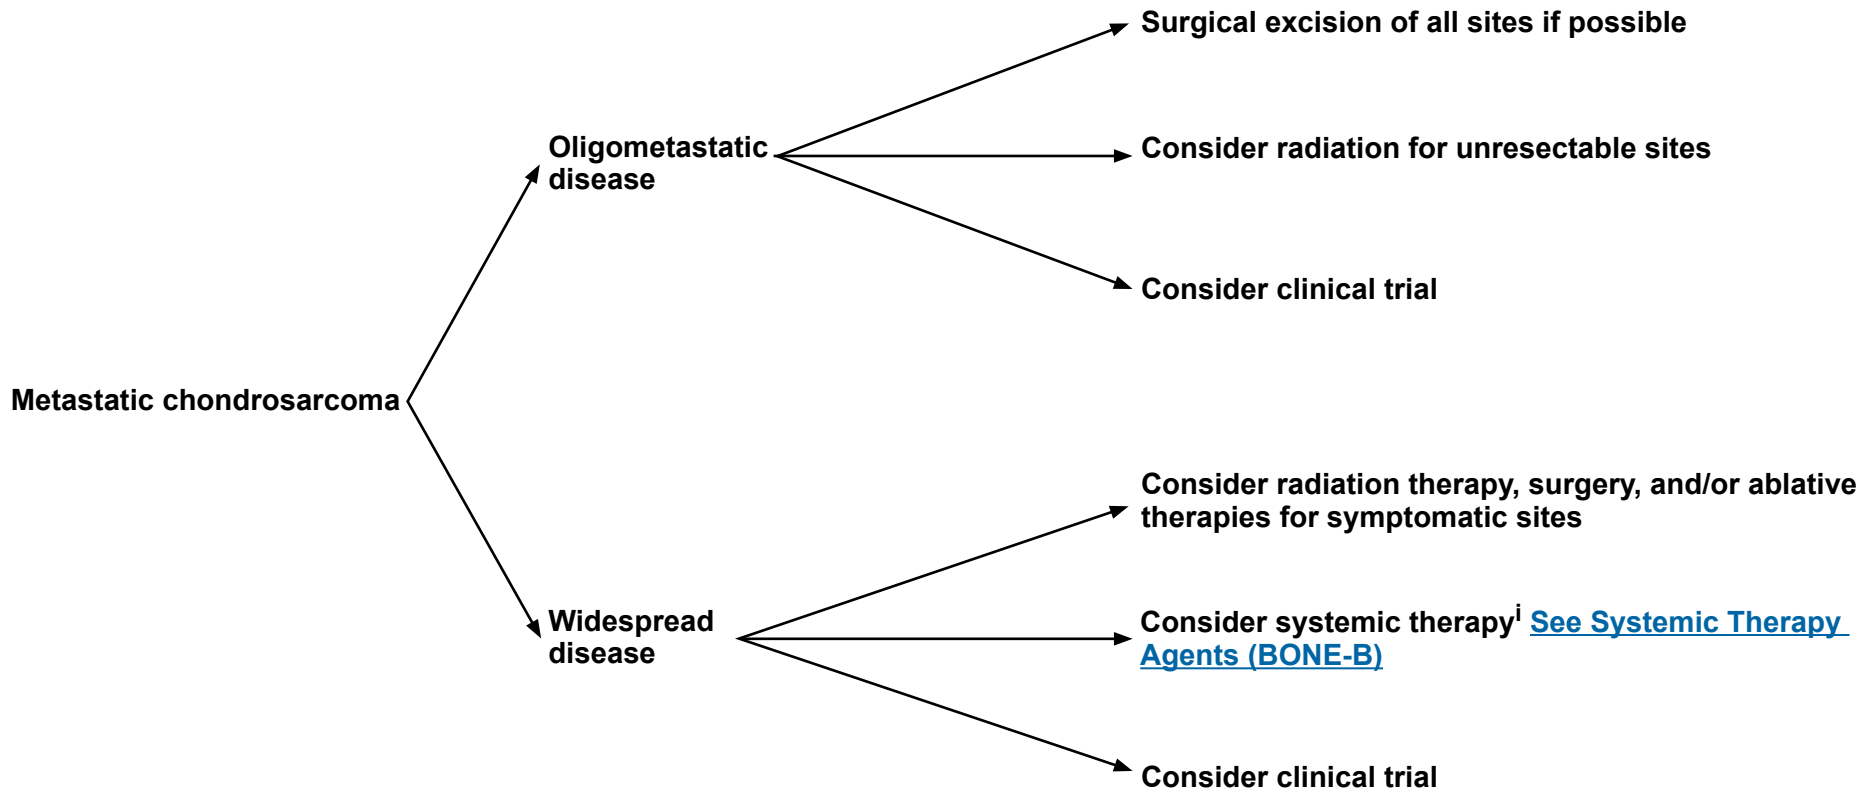 Surgical excision of all sites if possible
Oligometastatic
disease
Consider radiation for unresectable sites
Consider clinical trial
Metastatic chondrosarcoma
Consider radiation therapy, surgery, and/or ablative
therapies for symptomatic sites
Widespread
disease
Consider systemic therapyⁱ See Systemic Therapy
Agents (BONE-B)
Consider clinical trial